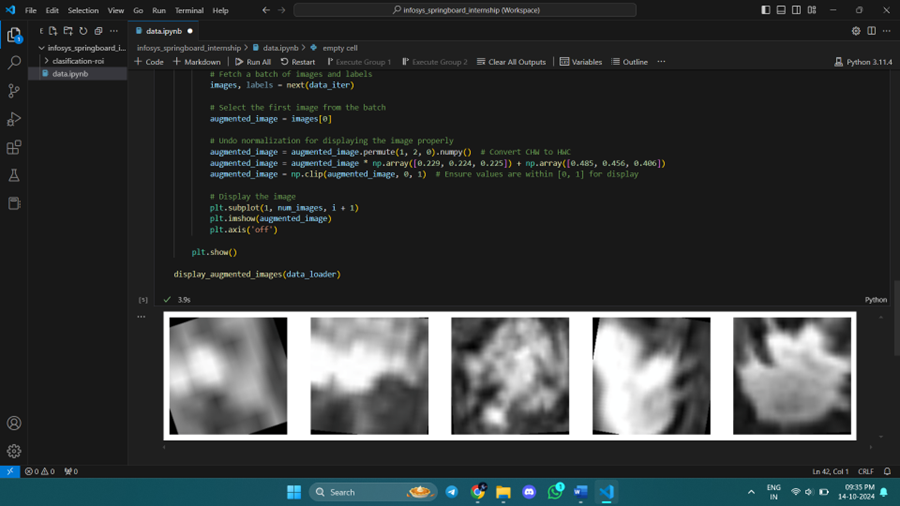 File Edit Selection View Go Run Terminal Help
infosys_springboard_internship (Workspace)
E
data.ipynb
1
infosys_springboard_i...
clasification-roi
data.ipynb
infosys_springboard_internship > data.ipynb > empty cell
+ Code + Markdown Run All Restart Execute Group 1 Execute Group 2 Clear All Outputs Variables Outline ... Python 3.11.4
# Fetch a batch of images and labels
images, labels = next(data_iter)
# Select the first image from the batch
augmented_image = images[0]
# Undo normalization for displaying the image properly
augmented_image = augmented_image.permute(1, 2, 0).numpy() # Convert CHW to HWC
augmented_image = augmented_image * np.array([0.229, 0.224, 0.225]) + np.array([0.485, 0.456, 0.406])
augmented_image = np.clip(augmented_image, 0, 1) # Ensure values are within [0, 1] for display
# Display the image
plt.subplot(1, num_images, i + 1)
plt.imshow(augmented_image)
plt.axis('off')
plt.show()
display_augmented_images(data_loader)
3.9s
Python
0 0 0
Ln 42, Col 1 CRLF
Search
1
ENG
IN
09:35 PM
14-10-2024